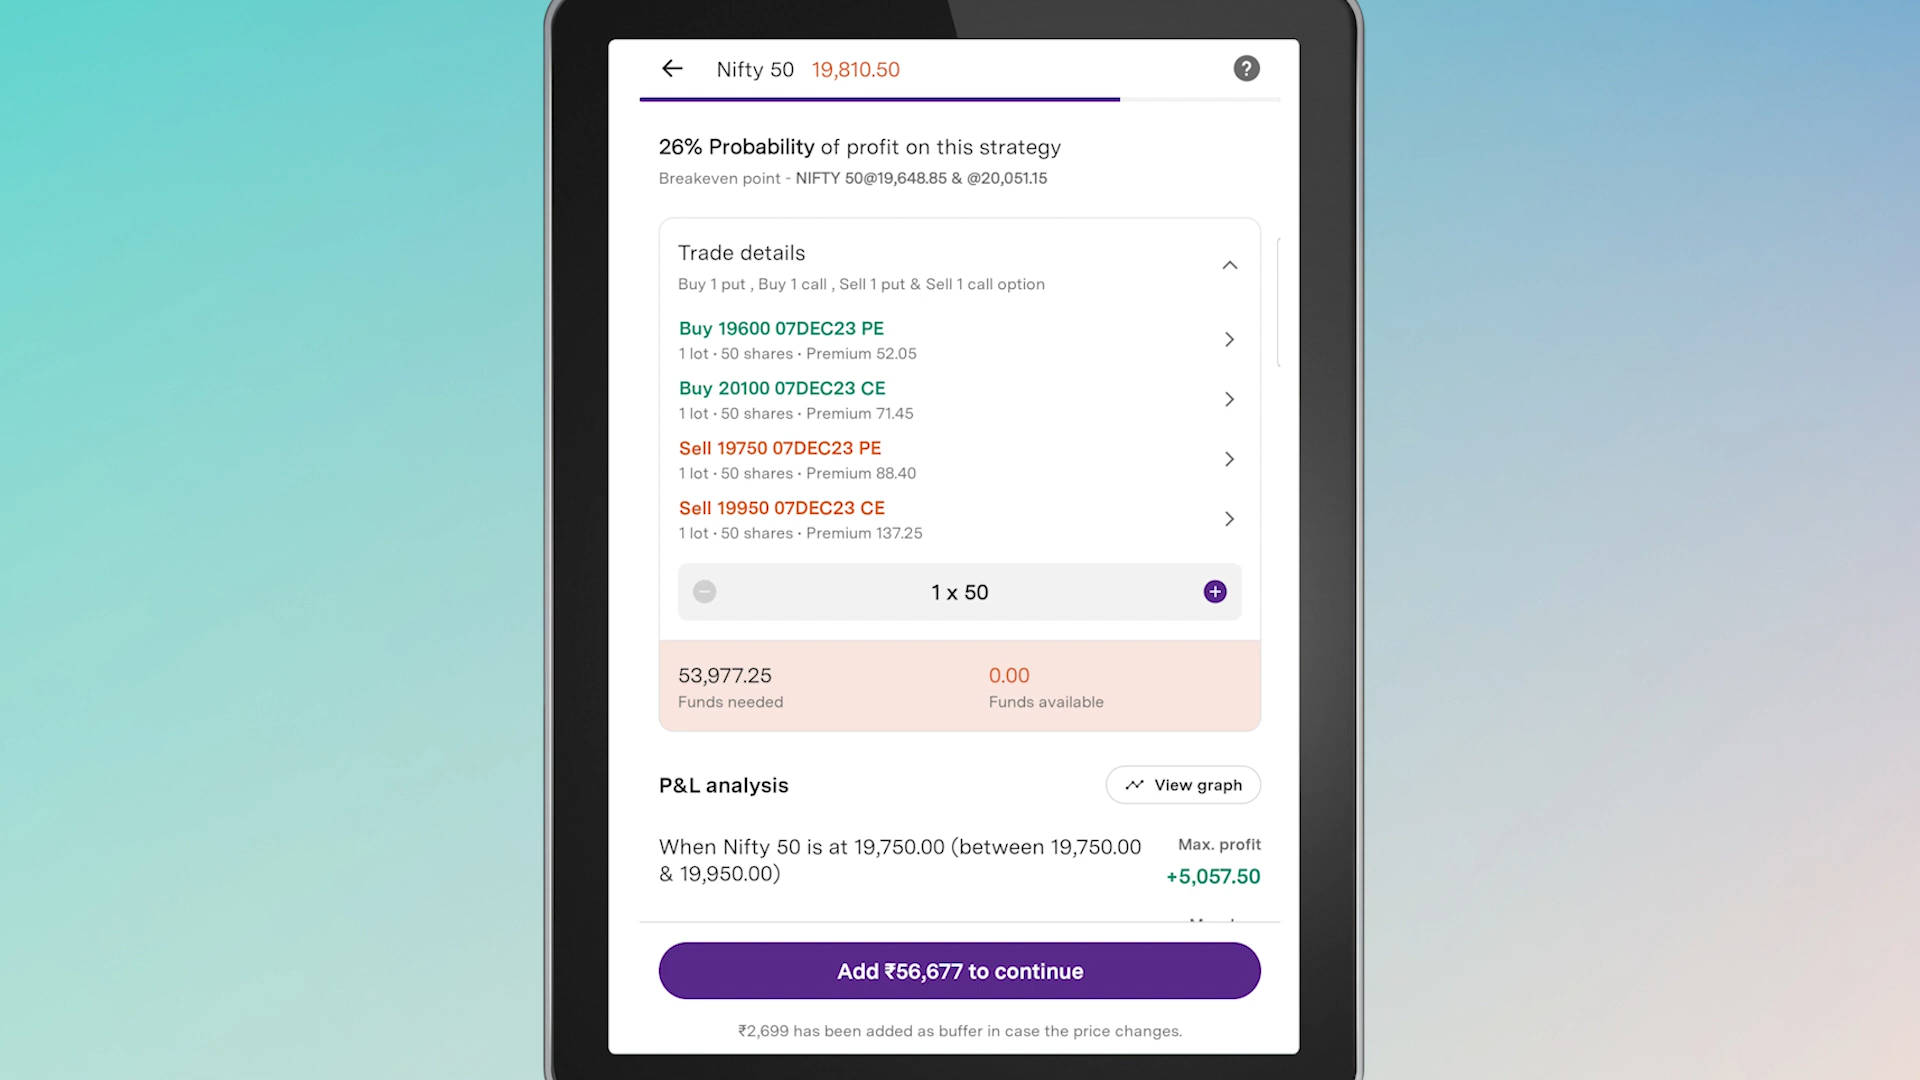 Nifty 50 19,810.50
?
26% Probability of profit on this strategy
Breakeven point - NIFTY 50@19,648.85 & @20,051.15
Trade details
Buy 1 put , Buy 1 call , Sell 1 put & Sell 1 call option
Buy 19600 07DEC23 PE
1 lot · 50 shares · Premium 52.05
Buy 20100 07DEC23 CE
1 lot · 50 shares · Premium 71.45
Sell 19750 07DEC23 PE
1 lot · 50 shares · Premium 88.40
Sell 19950 07DEC23 CE
1 lot · 50 shares · Premium 137.25
1 x 50
53,977.25 0.00
Funds needed Funds available
P&L analysis View graph
When Nifty 50 is at 19,750.00 (between 19,750.00
& 19,950.00)
Max. profit
+5,057.50
Add ₹56,677 to continue
₹2,699 has been added as buffer in case the price changes.